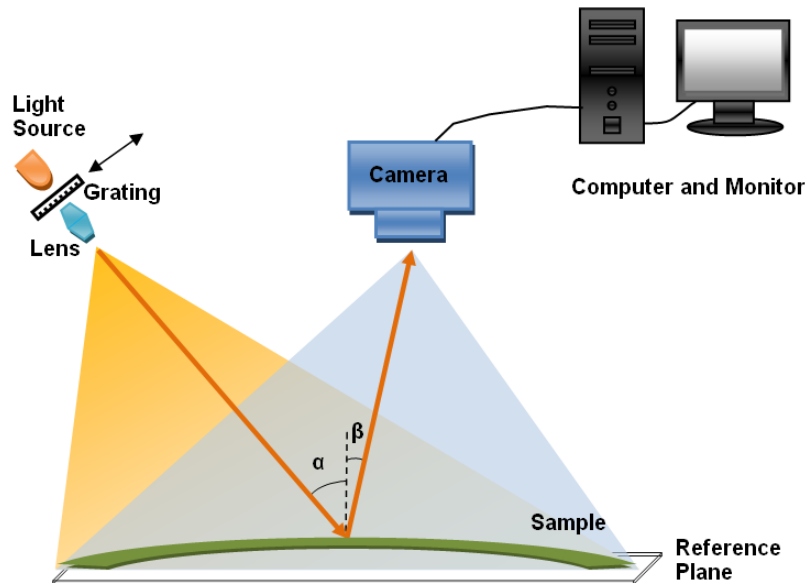 Light
Source
Grating
Lens
Camera
Computer and Monitor
α
β
Sample
Reference
Plane